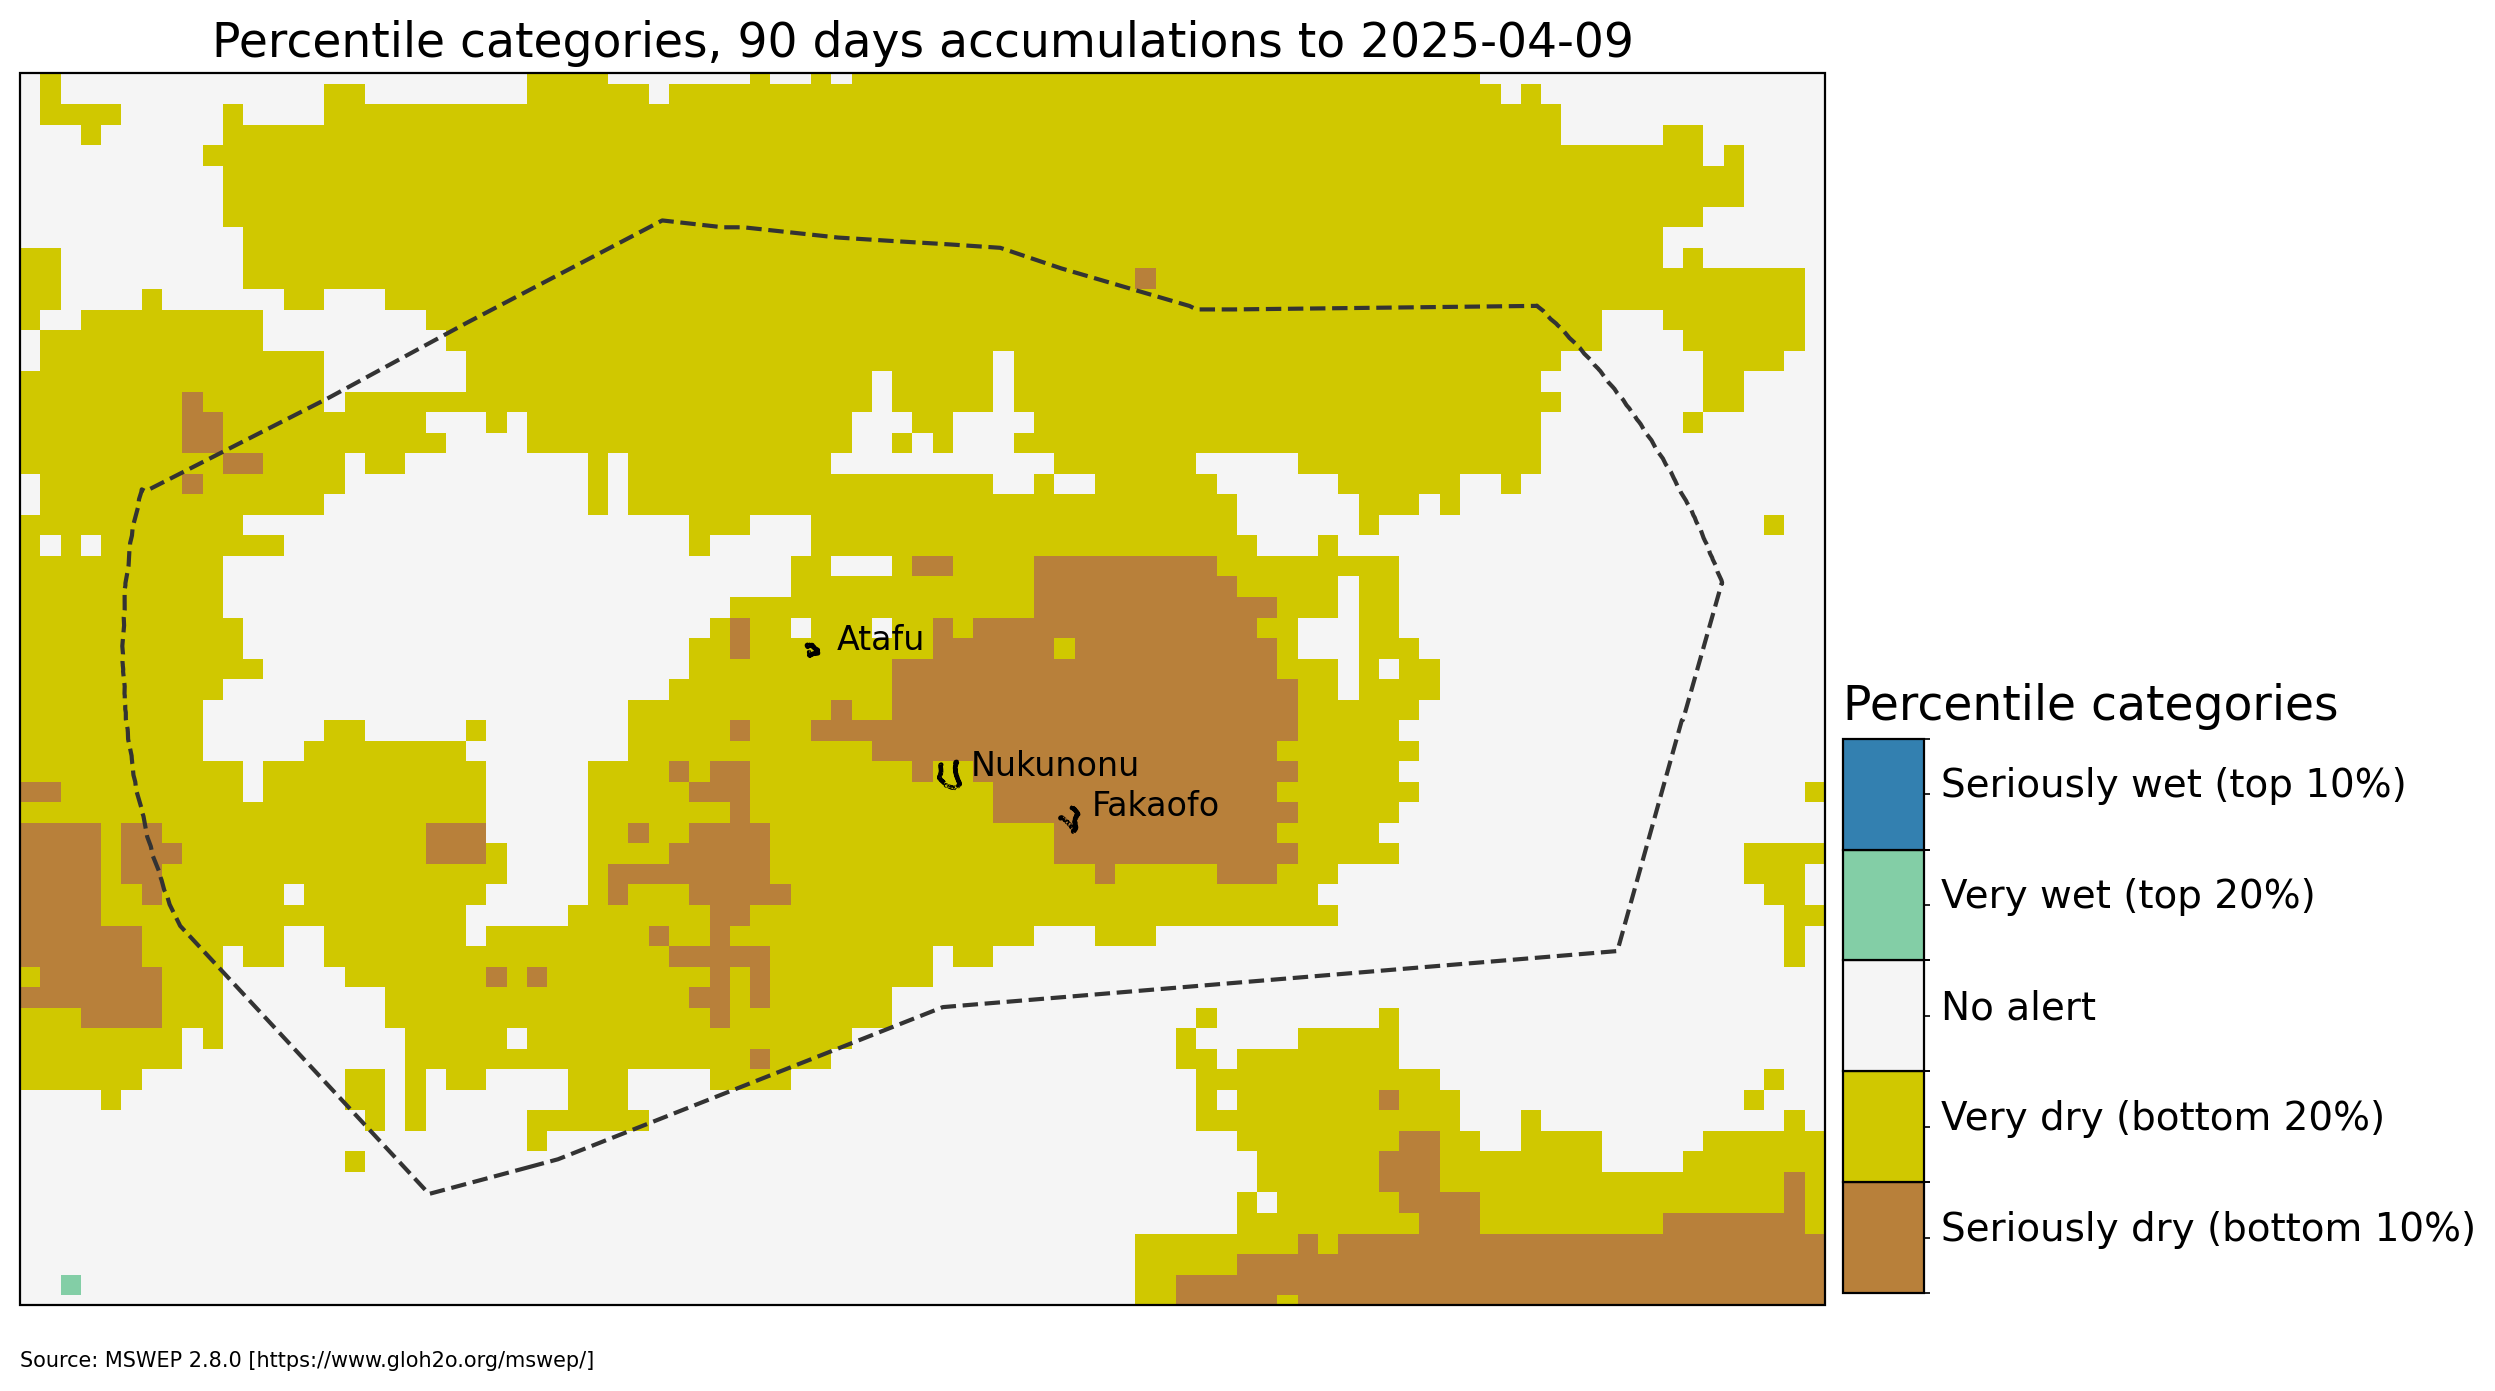 Percentile categories, 90 days accumulations to 2025-04-09
Atafu
Nukunonu
Fakaofo
Percentile categories
Seriously wet (top 10%)
Very wet (top 20%)
No alert
Very dry (bottom 20%)
Seriously dry (bottom 10%)
Source: MSWEP 2.8.0 [https://www.gloh2o.org/mswep/]